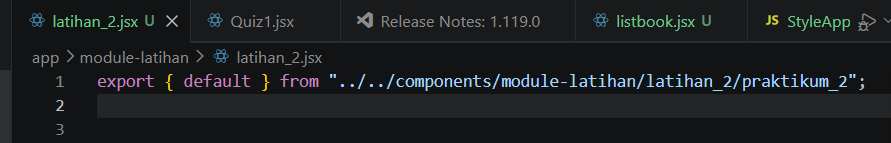 latihan_2.jsx U × Quiz1.jsx Release Notes: 1.119.0 listbook.jsx U JS StyleApp
app > module-latihan > latihan_2.jsx
1 export { default } from "../../components/module-latihan/latihan_2/praktikum_2";
2
3